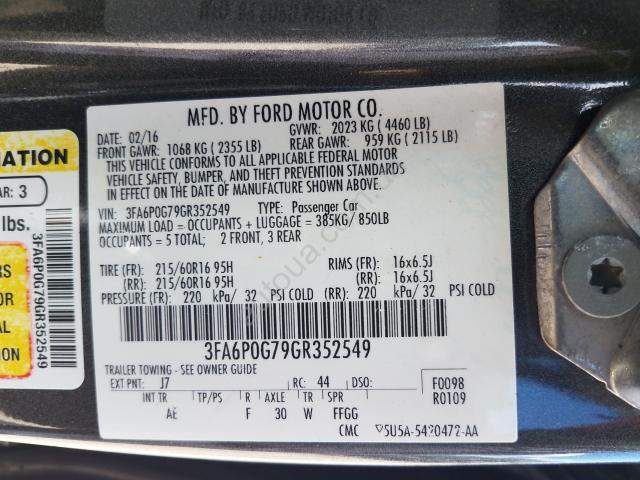 MFD. BY FORD MOTOR CO.
DATE: 02/16 GVWR: 2023 KG ( 4460 LB)
FRONT GAWR: 1068 KG ( 2355 LB) REAR GAWR: 959 KG ( 2115 LB)
THIS VEHICLE CONFORMS TO ALL APPLICABLE FEDERAL MOTOR
VEHICLE SAFETY, BUMPER, AND THEFT PREVENTION STANDARDS
IN EFFECT ON THE DATE OF MANUFACTURE SHOWN ABOVE.
VIN: 3FA6P0G79GR352549 TYPE: Passenger Car
MAXIMUM LOAD = OCCUPANTS + LUGGAGE = 385KG/ 850LB
OCCUPANTS = 5 TOTAL; 2 FRONT, 3 REAR
TIRE (FR): 215/60R16 95H RIMS (FR): 16x6.5J
(RR): 215/60R16 95H (RR): 16x6.5J
PRESSURE (FR): 220 kPa/ 32 PSI COLD (RR): 220 kPa/ 32 PSI COLD
3FA6P0G79GR352549
TRAILER TOWING - SEE OWNER GUIDE
EXT PNT: J7 RC: 44 DSO: F0098
R0109
INT TR TP/PS R AXLE TR SPR
AE F 30 W FFGG
CMC
MATION
AR: 3
lbs.
RS
OR
AL
ION
3FA6P0G79GR352549